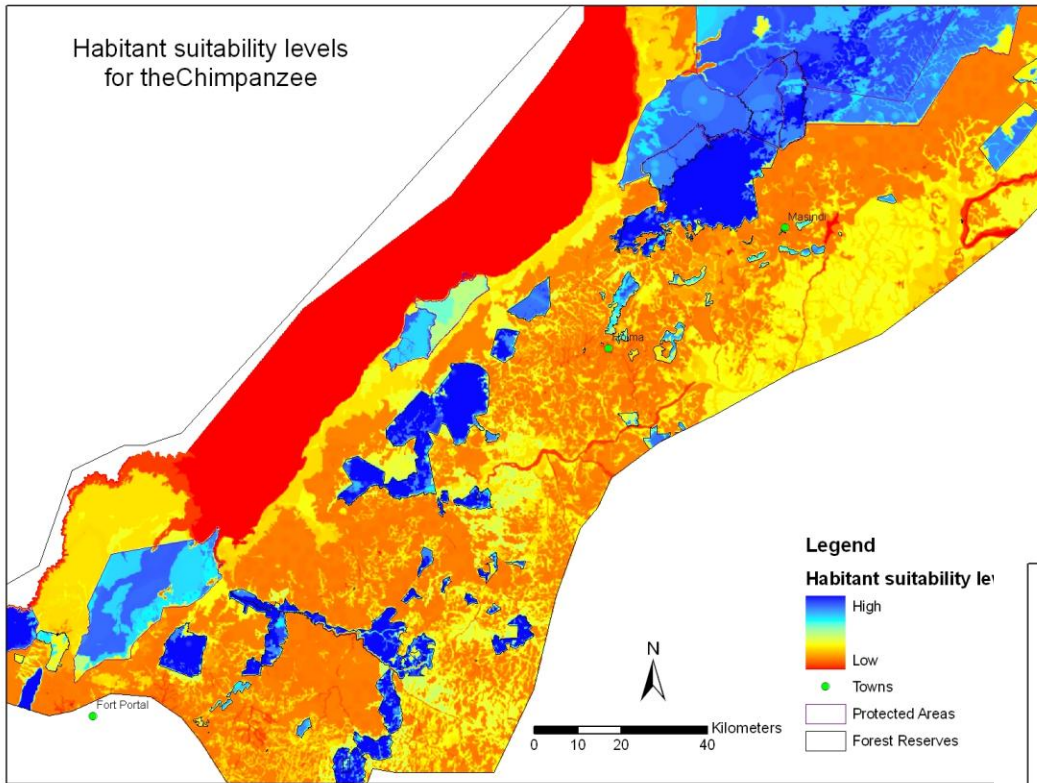 Habitant suitability levels
for theChimpanzee
Masindi
Hoima
Fort Portal
Legend
Habitant suitability le
High
Low
Towns
Protected Areas
Forest Reserves
N
Kilometers
0 10 20 40